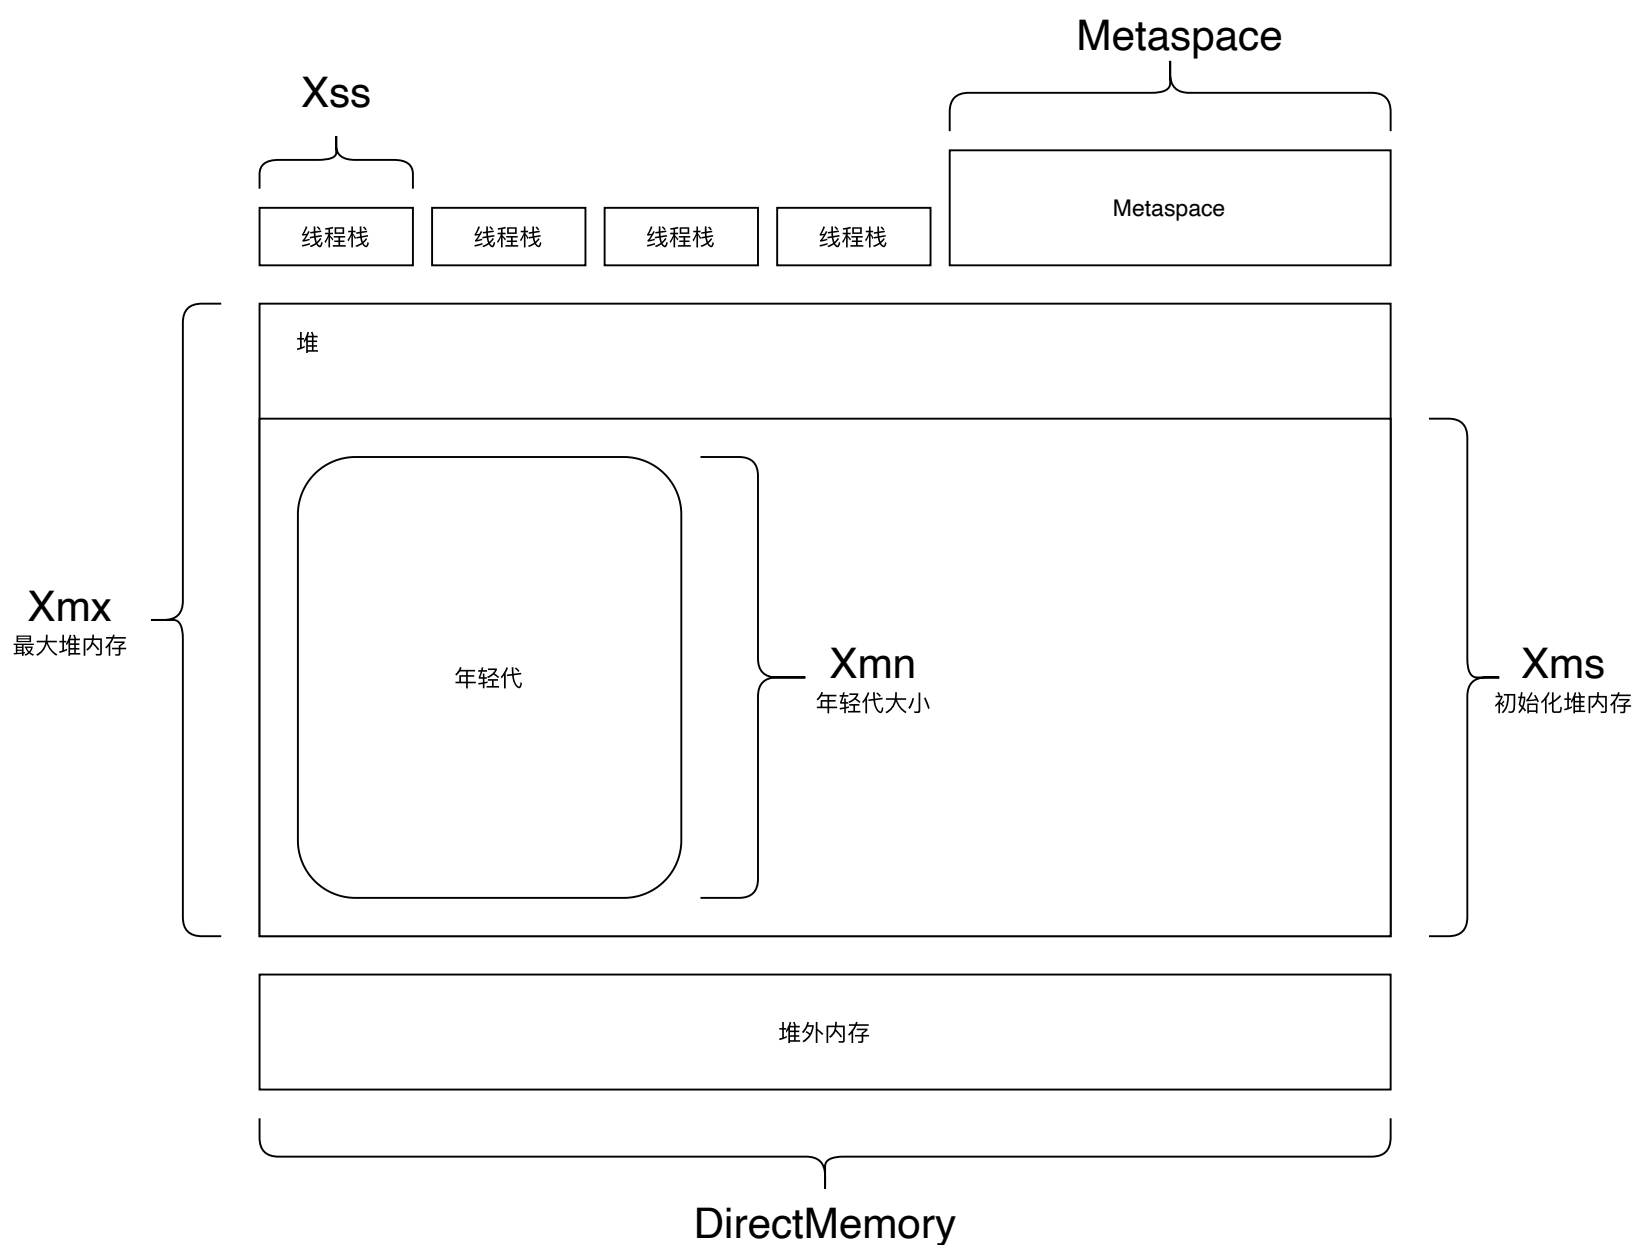 Metaspace
Xss
线程栈
线程栈
线程栈
线程栈
Metaspace
堆
Xmx
最大堆内存
年轻代
Xmn
年轻代大小
Xms
初始化堆内存
堆外内存
DirectMemory